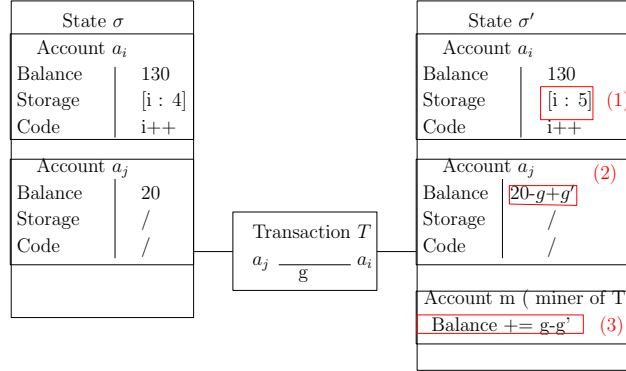 State σ
Account a_i
Balance 130
Storage [i : 4]
Code i++
Account a_j
Balance 20
Storage /
Code /
Transaction T
a_j g a_i
State σ′
Account a_i
Balance 130
Storage [i : 5] (1)
Code i++
Account a_j (2)
Balance 20-g+g′
Storage /
Code /
Account m ( miner of T
Balance += g-g’ (3)